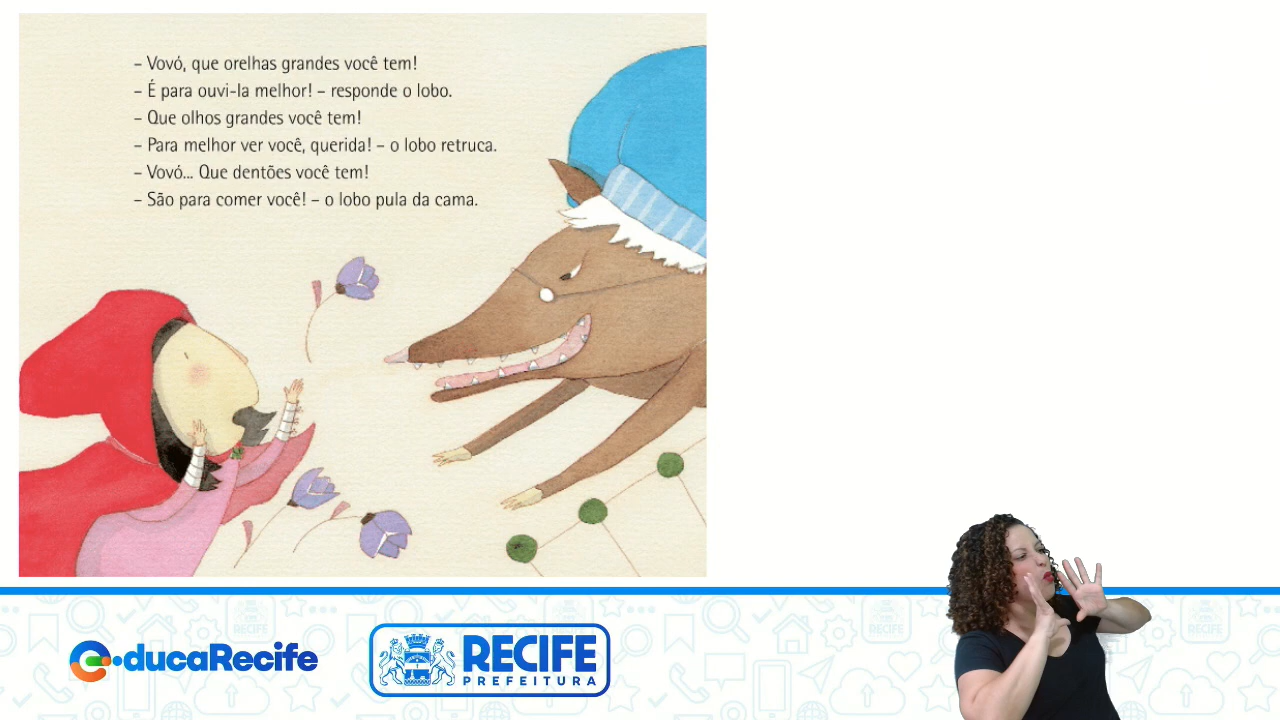 – Vovó, que orelhas grandes você tem!
– É para ouvi-la melhor! – responde o lobo.
– Que olhos grandes você tem!
– Para melhor ver você, querida! – o lobo retruca.
– Vovó... Que dentões você tem!
– São para comer você! – o lobo pula da cama.
educaRecife
RECIFE
PREFEITURA